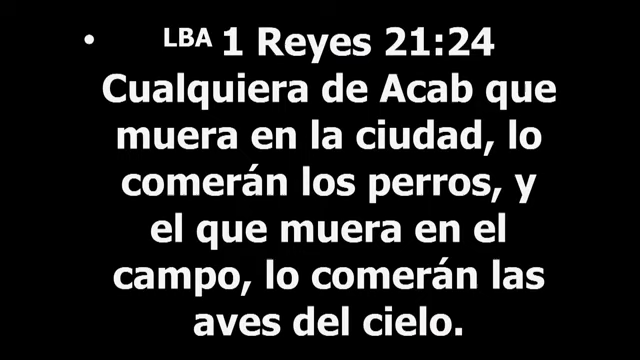 • LBA 1 Reyes 21:24
Cualquiera de Acab que
muera en la ciudad, lo
comerán los perros, y
el que muera en el
campo, lo comerán las
aves del cielo.